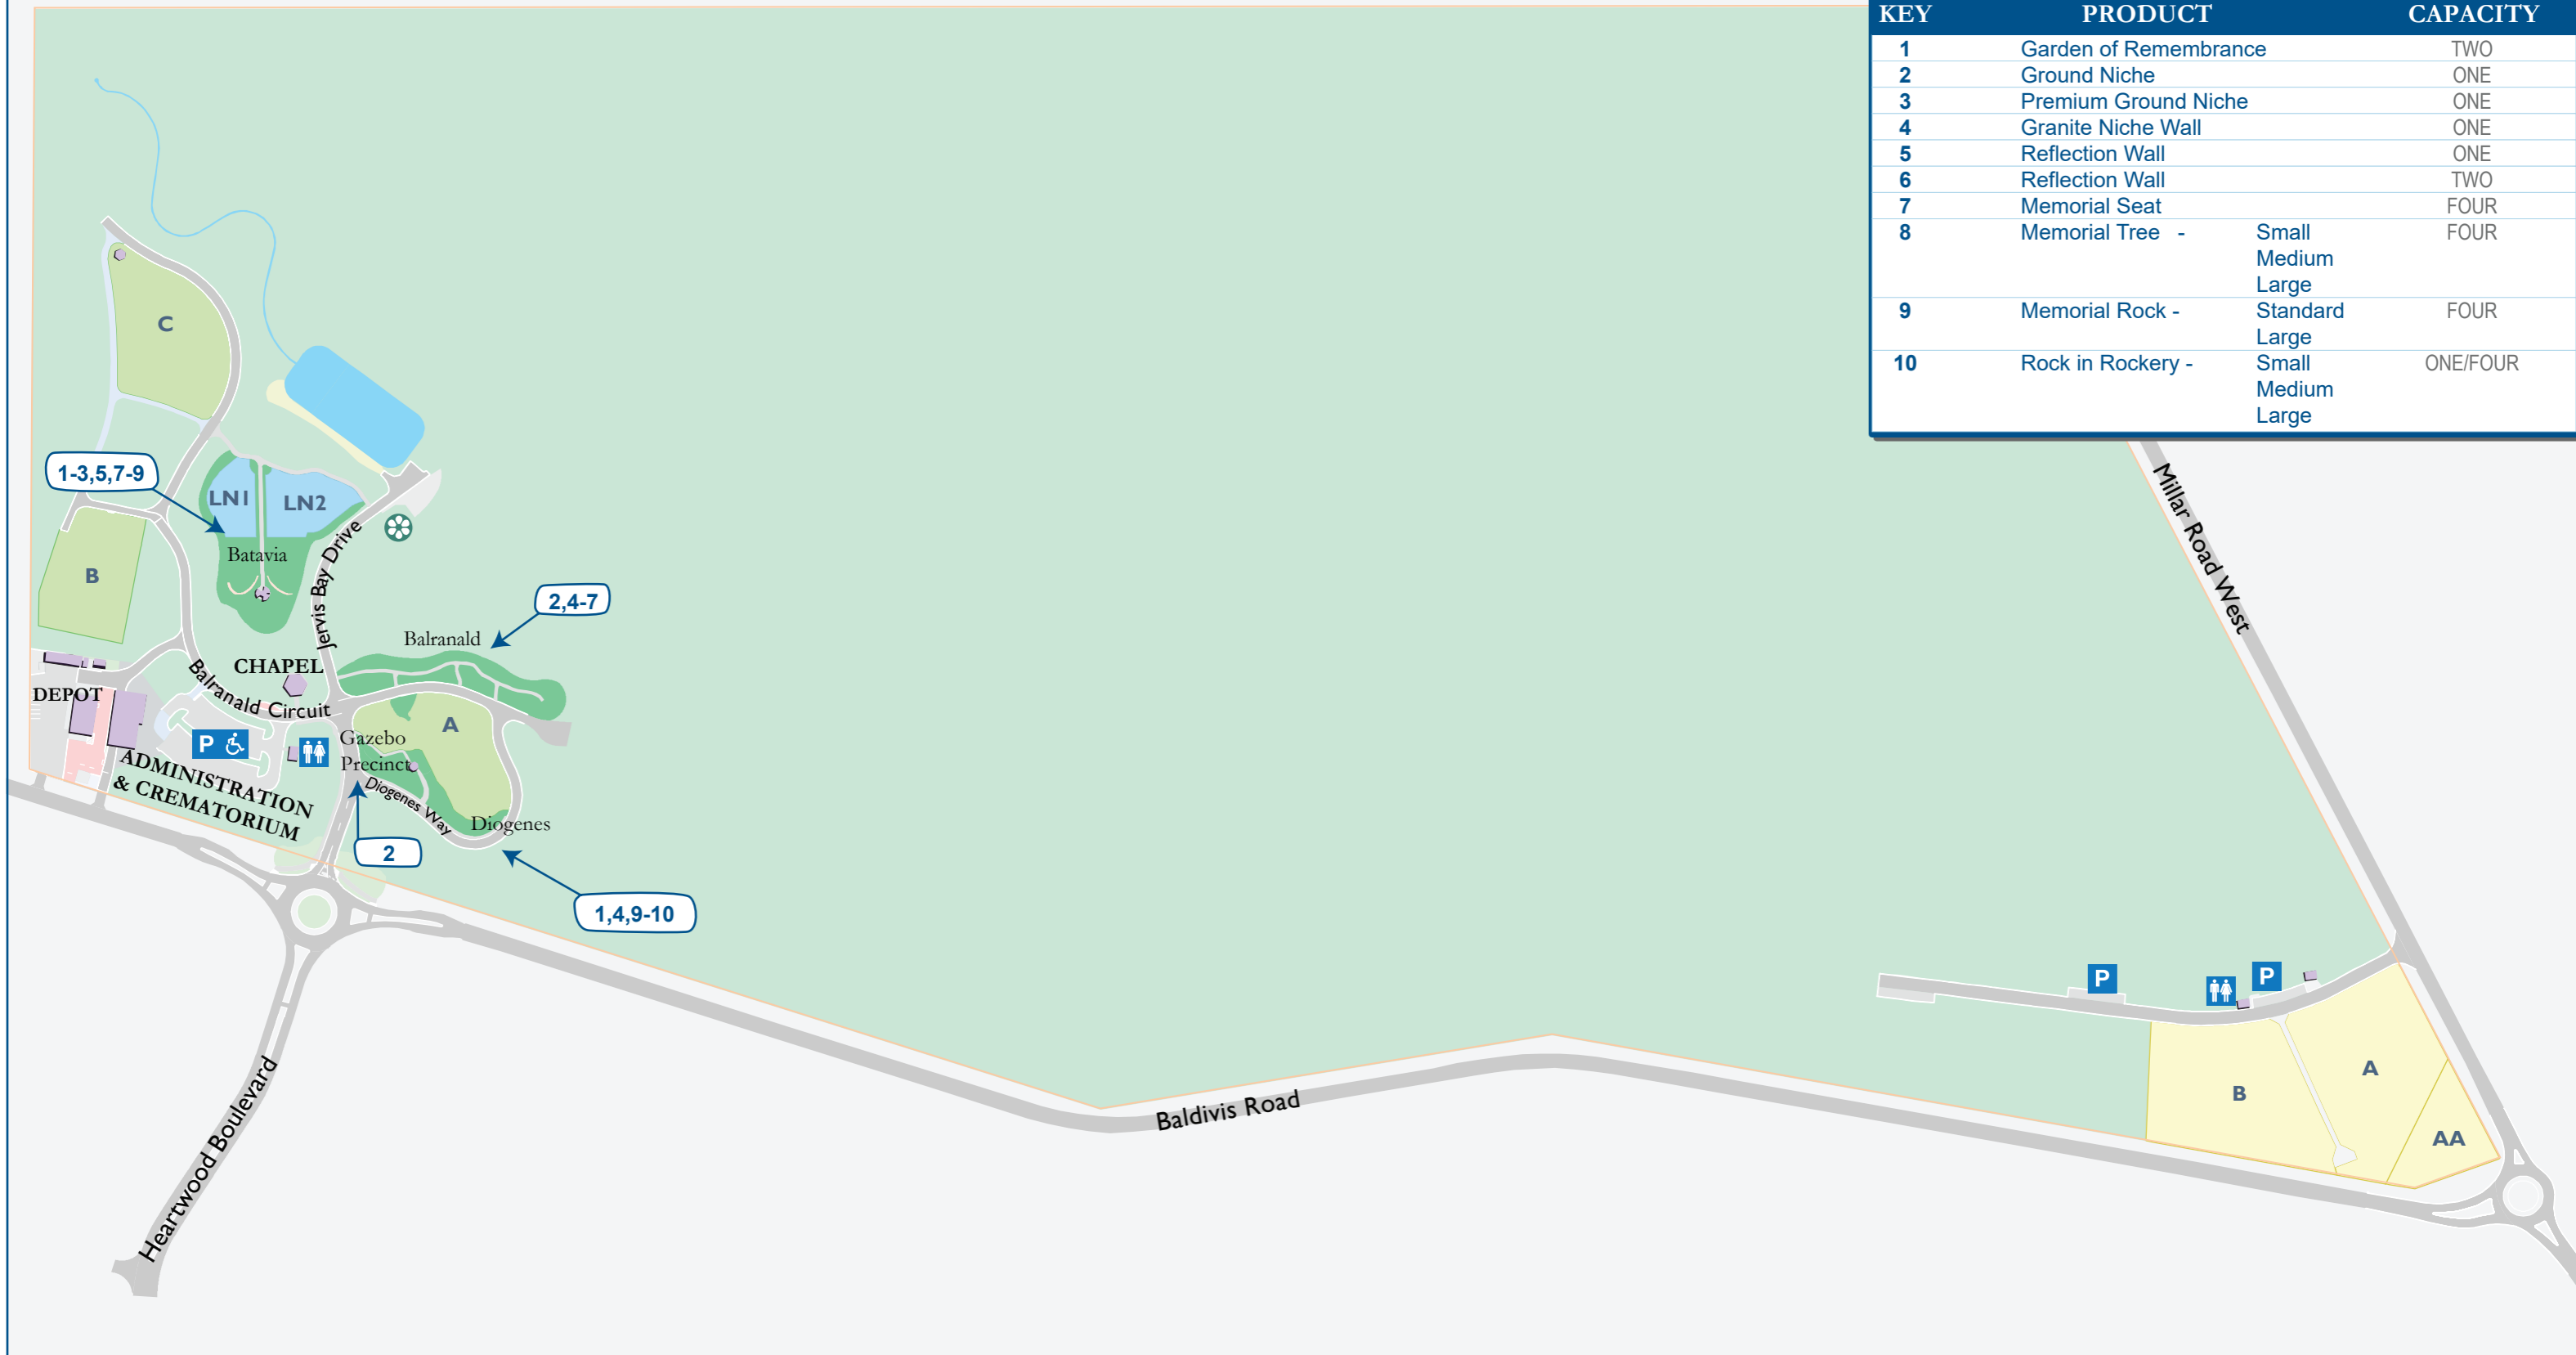 KEY PRODUCT CAPACITY
1 Garden of Remembrance TWO
2 Ground Niche ONE
3 Premium Ground Niche ONE
4 Granite Niche Wall ONE
5 Reflection Wall ONE
6 Reflection Wall TWO
7 Memorial Seat FOUR
8 Memorial Tree - Small FOUR
Medium
Large
9 Memorial Rock - Standard FOUR
Large
10 Rock in Rockery - Small ONE/FOUR
Medium
Large
C
1-3,5,7-9
LN1 LN2
Batavia
B
Jervis Bay Drive
2,4-7
Balranald
CHAPEL
DEPOT
Balranald Circuit
A
P
Gazebo
Precinct
ADMINISTRATION
& CREMATORIUM
Diogenes Way
Diogenes
2
1,4,9-10
Heartwood Boulevard
Baldivis Road
Millar Road West
P
P
B
A
AA